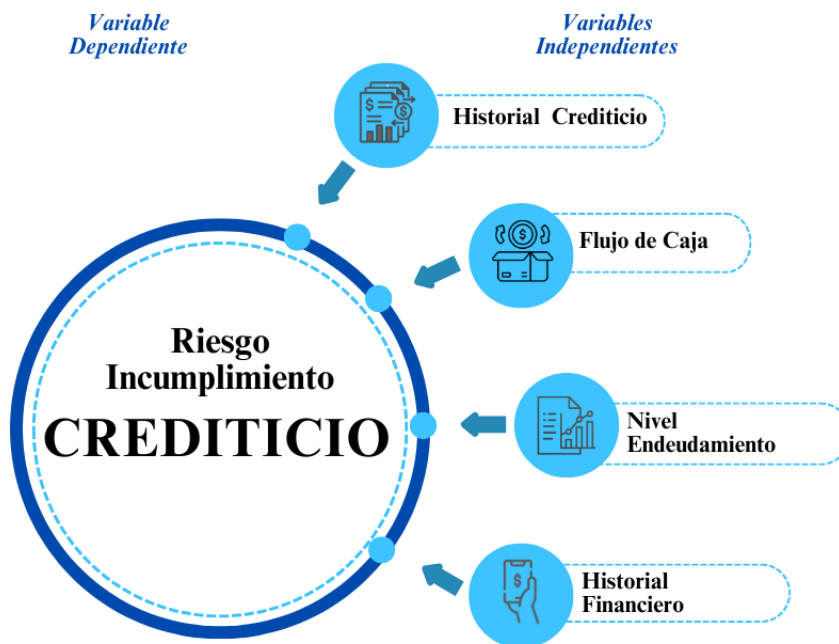 Variable
Dependiente
Variables
Independientes
Historial Crediticio
Flujo de Caja
Riesgo
Incumplimiento
CREDITICIO
Nivel
Endeudamiento
Historial
Financiero